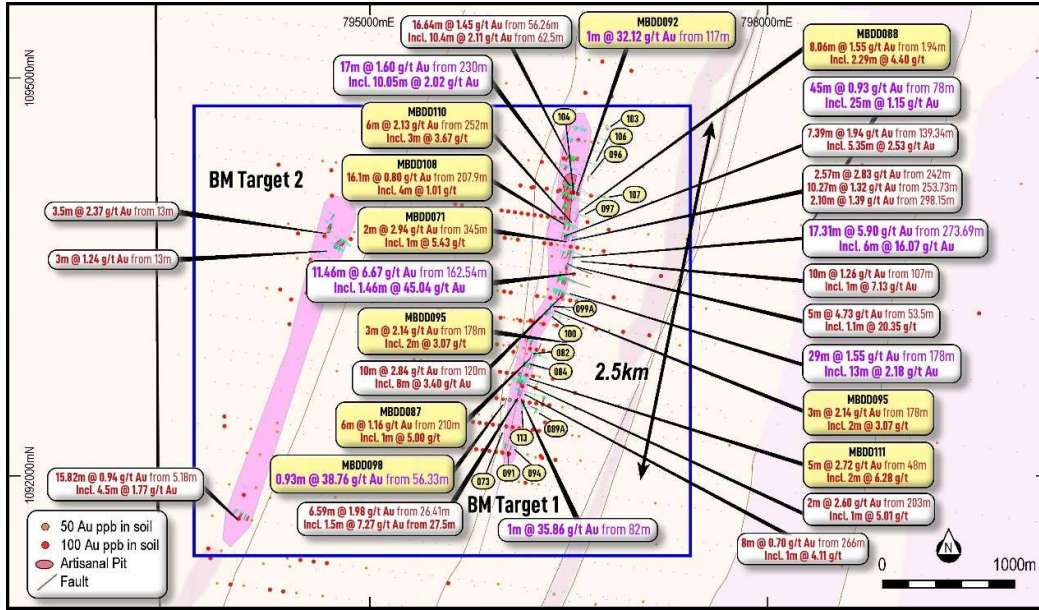 795000mE
798000mE
1095000mN
1092000mN
16.64m @ 1.45 g/t Au from 56.26m
Incl. 10.4m @ 2.11 g/t Au from 62.5m
MBDD092
1m @ 32.12 g/t Au from 117m
17m @ 1.60 g/t Au from 230m
Incl. 10.05m @ 2.02 g/t Au
MBDD110
6m @ 2.13 g/t Au from 252m
Incl. 3m @ 3.67 g/t
MBDD108
16.1m @ 0.80 g/t Au from 207.9m
Incl. 4m @ 1.01 g/t
MBDD071
2m @ 2.94 g/t Au from 345m
Incl. 1m @ 5.43 g/t
11.46m @ 6.67 g/t Au from 162.54m
Incl. 1.46m @ 45.04 g/t Au
MBDD095
3m @ 2.14 g/t Au from 178m
Incl. 2m @ 3.07 g/t
10m @ 2.84 g/t Au from 120m
Incl. 8m @ 3.40 g/t Au
MBDD087
6m @ 1.16 g/t Au from 210m
Incl. 1m @ 5.00 g/t
MBDD098
0.93m @ 38.76 g/t Au from 56.33m
6.59m @ 1.98 g/t Au from 26.41m
Incl. 1.5m @ 7.27 g/t Au from 27.5m
BM Target 2
3.5m @ 2.37 g/t Au from 13m
3m @ 1.24 g/t Au from 13m
15.82m @ 0.94 g/t Au from 5.18m
Incl. 4.5m @ 1.77 g/t Au
104
103
106
096
107
097
099A
100
082
084
089A
113
091
094
073
2.5km
BM Target 1
1m @ 35.86 g/t Au from 82m
MBDD088
8.06m @ 1.55 g/t Au from 1.94m
Incl. 2.29m @ 4.40 g/t
45m @ 0.93 g/t Au from 78m
Incl. 25m @ 1.15 g/t Au
7.39m @ 1.94 g/t Au from 139.34m
Incl. 5.35m @ 2.53 g/t Au
2.57m @ 2.83 g/t Au from 242m
10.27m @ 1.32 g/t Au from 253.73m
2.10m @ 1.39 g/t Au from 298.15m
17.31m @ 5.90 g/t Au from 273.69m
Incl. 6m @ 16.07 g/t Au
10m @ 1.26 g/t Au from 107m
Incl. 1m @ 7.13 g/t Au
5m @ 4.73 g/t Au from 53.5m
Incl. 1.1m @ 20.35 g/t Au
29m @ 1.55 g/t Au from 178m
Incl. 13m @ 2.18 g/t Au
MBDD095
3m @ 2.14 g/t Au from 178m
Incl. 2m @ 3.07 g/t
MBDD111
5m @ 2.72 g/t Au from 48m
Incl. 2m @ 6.28 g/t
2m @ 2.60 g/t Au from 203m
Incl. 1m @ 5.01 g/t
8m @ 0.70 g/t Au from 266m
Incl. 1m @ 4.11 g/t
50 Au ppb in soil
100 Au ppb in soil
Artisanal Pit
Fault
N
0
1000m